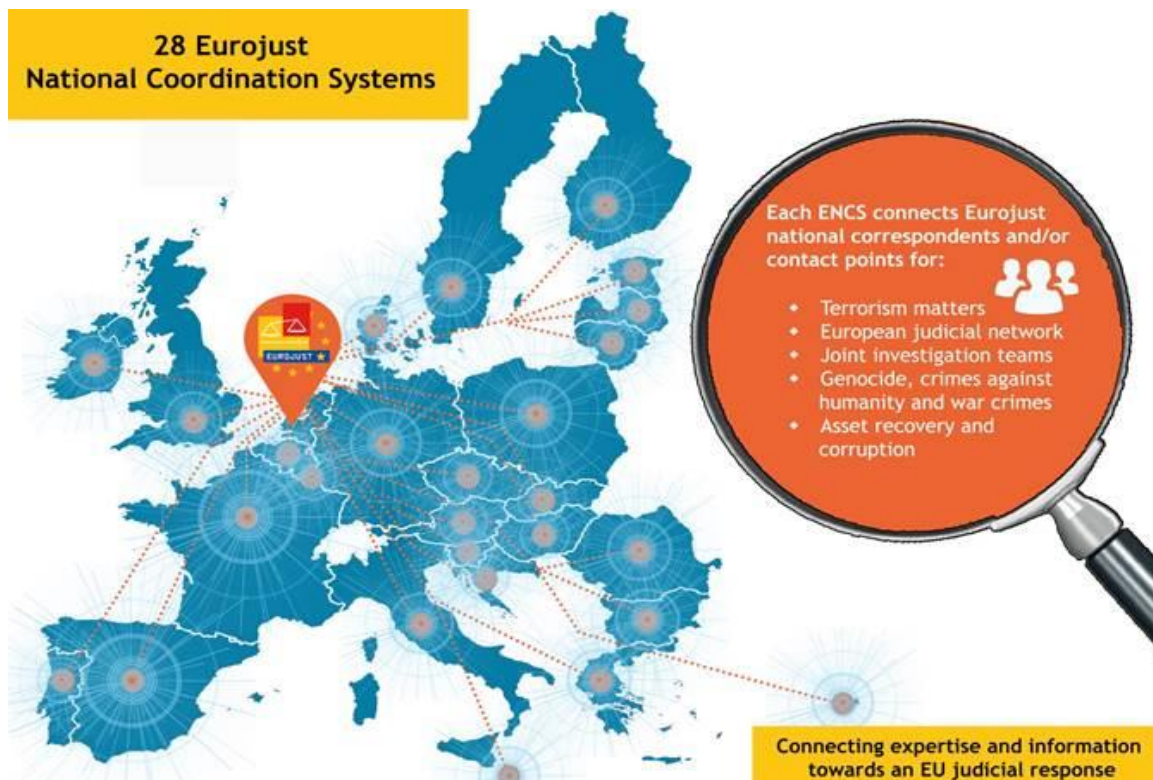 28 Eurojust
National Coordination Systems
EUROJUST
Each ENCS connects Eurojust
national correspondents and/or
contact points for:
◆ Terrorism matters
◆ European judicial network
◆ Joint investigation teams
◆ Genocide, crimes against
humanity and war crimes
◆ Asset recovery and
corruption
Connecting expertise and information
towards an EU judicial response